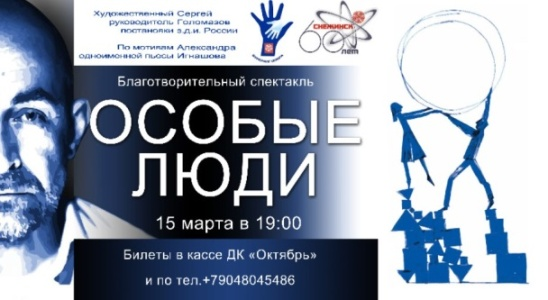 Художественный Сергей
руководитель Голомазов
постановки з.д.и. России
По мотивам Александра
одноименной пьесы Игнашова
СНЕЖИНСК
60 лет
Благотворительный спектакль
ОСОБЫЕ
ЛЮДИ
15 марта в 19:00
Билеты в кассе ДК «Октябрь»
и по тел.+79048045486